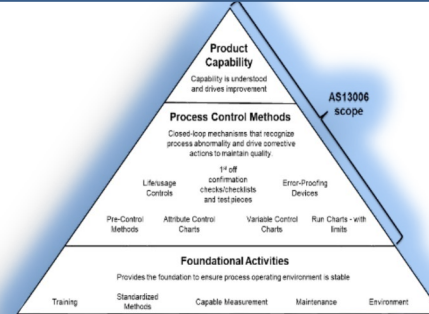 Product
Capability
Capability is understood
and drives improvement
AS13006
scope
Process Control Methods
Closed-loop mechanisms that recognize
process abnormality and drive corrective
actions to maintain quality.
Life/usage
Controls
1st off
confirmation
checks/checklists
and test pieces
Error-Proofing
Devices
Pre-Control
Methods
Attribute Control
Charts
Variable Control
Charts
Run Charts - with
limits
Foundational Activities
Provides the foundation to ensure process operating environment is stable
Training
Standardized
Methods
Capable Measurement
Maintenance
Environment